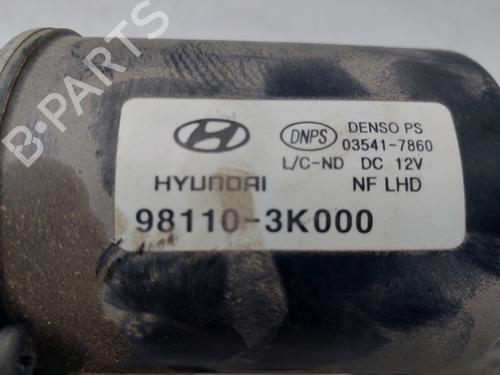 B-PARTS
DNPS DENSO PS
03541-7860
L/C-ND DC 12V
HYUNDAI NF LHD
98110-3K000